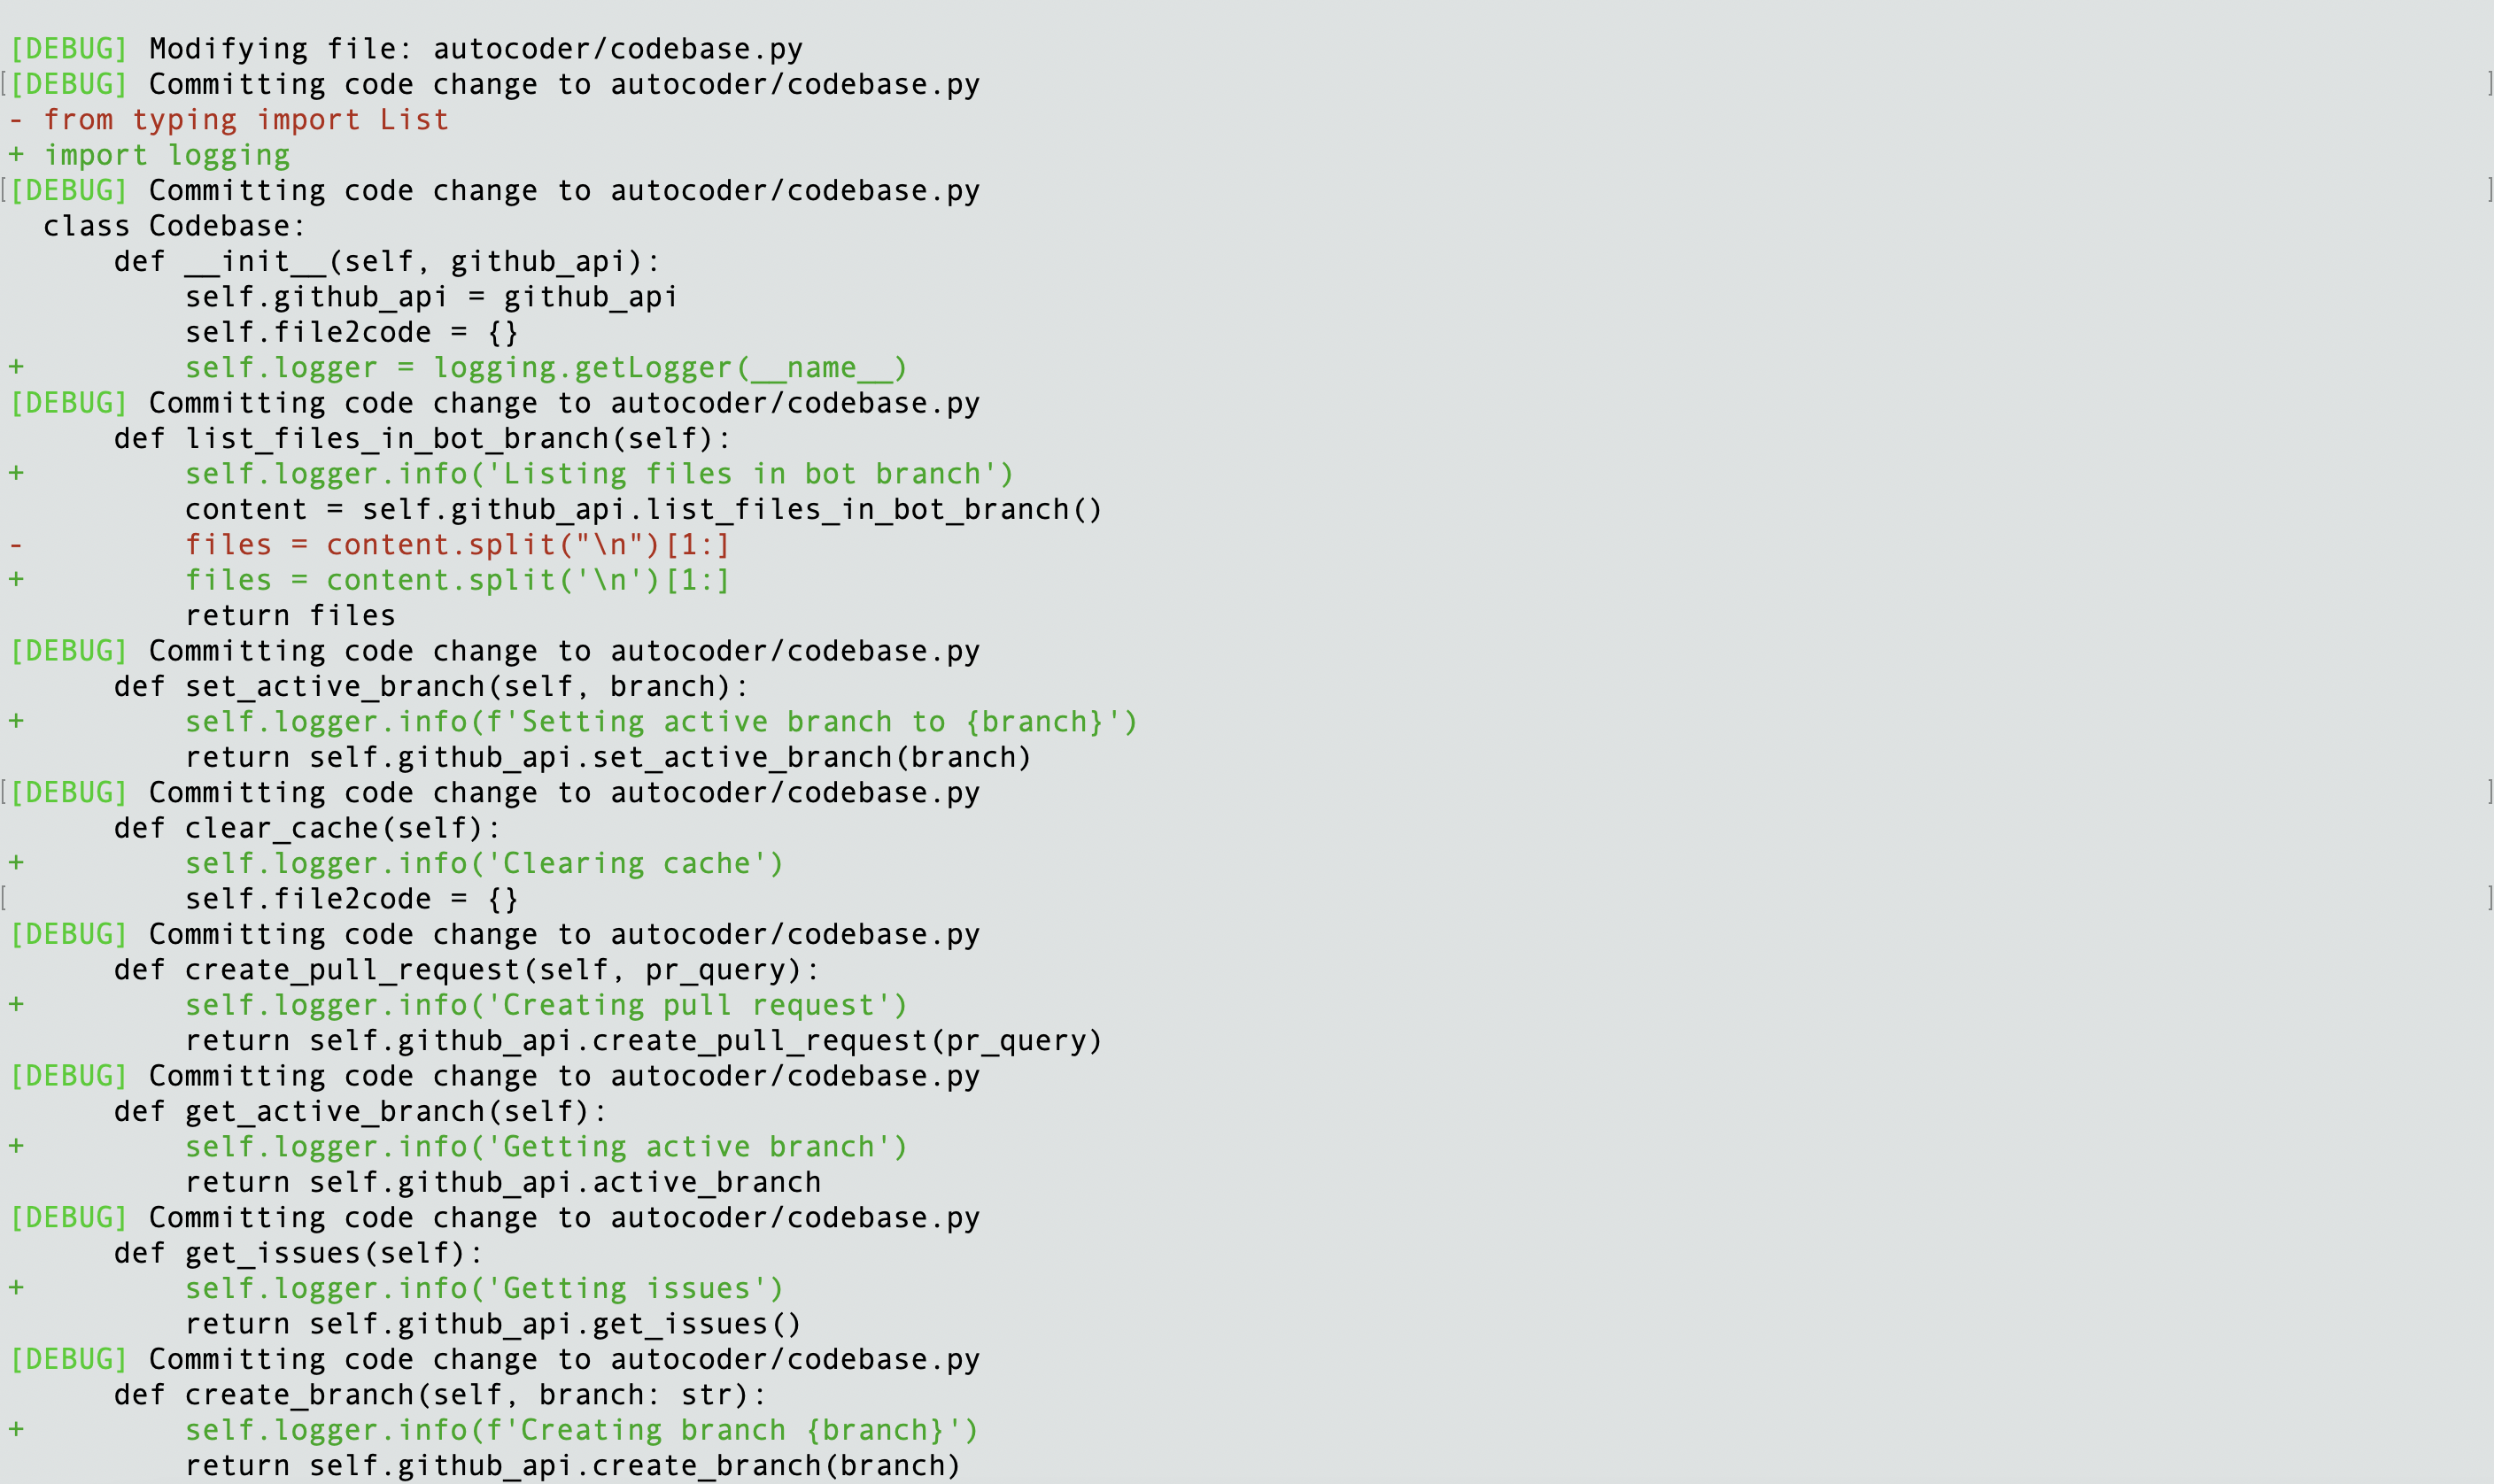 [DEBUG] Modifying file: autocoder/codebase.py
[[DEBUG] Committing code change to autocoder/codebase.py ]
- from typing import List
+ import logging
[[DEBUG] Committing code change to autocoder/codebase.py ]
  class Codebase:
      def __init__(self, github_api):
          self.github_api = github_api
          self.file2code = {}
+         self.logger = logging.getLogger(__name__)
[DEBUG] Committing code change to autocoder/codebase.py
      def list_files_in_bot_branch(self):
+         self.logger.info('Listing files in bot branch')
          content = self.github_api.list_files_in_bot_branch()
-         files = content.split("\n")[1:]
+         files = content.split('\n')[1:]
          return files
[DEBUG] Committing code change to autocoder/codebase.py
      def set_active_branch(self, branch):
+         self.logger.info(f'Setting active branch to {branch}')
          return self.github_api.set_active_branch(branch)
[[DEBUG] Committing code change to autocoder/codebase.py ]
      def clear_cache(self):
+         self.logger.info('Clearing cache')
[         self.file2code = {} ]
[DEBUG] Committing code change to autocoder/codebase.py
      def create_pull_request(self, pr_query):
+         self.logger.info('Creating pull request')
          return self.github_api.create_pull_request(pr_query)
[DEBUG] Committing code change to autocoder/codebase.py
      def get_active_branch(self):
+         self.logger.info('Getting active branch')
          return self.github_api.active_branch
[DEBUG] Committing code change to autocoder/codebase.py
      def get_issues(self):
+         self.logger.info('Getting issues')
          return self.github_api.get_issues()
[DEBUG] Committing code change to autocoder/codebase.py
      def create_branch(self, branch: str):
+         self.logger.info(f'Creating branch {branch}')
          return self.github_api.create_branch(branch)